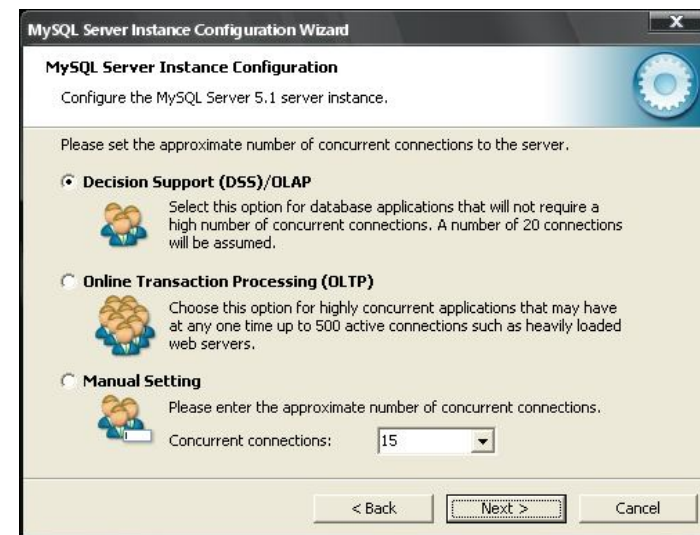 MySQL Server Instance Configuration Wizard
MySQL Server Instance Configuration
Configure the MySQL Server 5.1 server instance.
Please set the approximate number of concurrent connections to the server.
Decision Support (DSS)/OLAP
Select this option for database applications that will not require a
high number of concurrent connections. A number of 20 connections
will be assumed.
Online Transaction Processing (OLTP)
Choose this option for highly concurrent applications that may have
at any one time up to 500 active connections such as heavily loaded
web servers.
Manual Setting
Please enter the approximate number of concurrent connections.
Concurrent connections: 15
< Back Next > Cancel